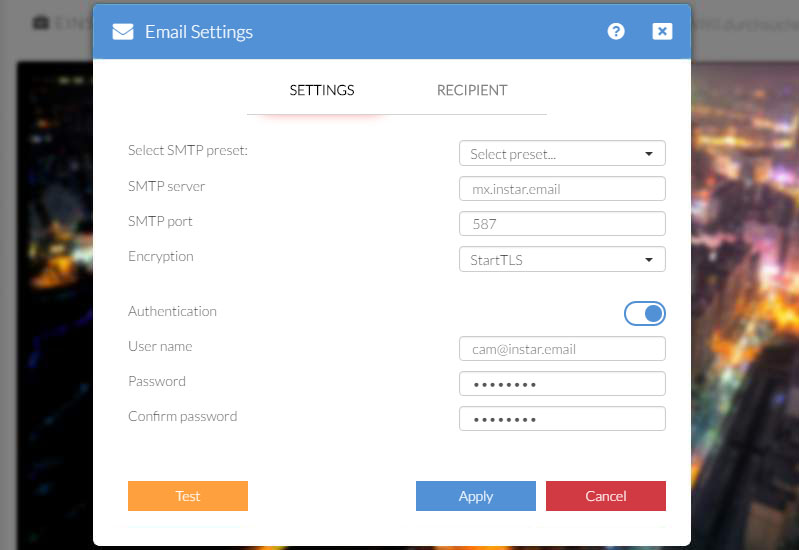 Email Settings
SETTINGS RECIPIENT
Select SMTP preset: Select preset...
SMTP server mx.instar.email
SMTP port 587
Encryption StartTLS
Authentication
User name cam@instar.email
Password ••••••••
Confirm password ••••••••
Test Apply Cancel